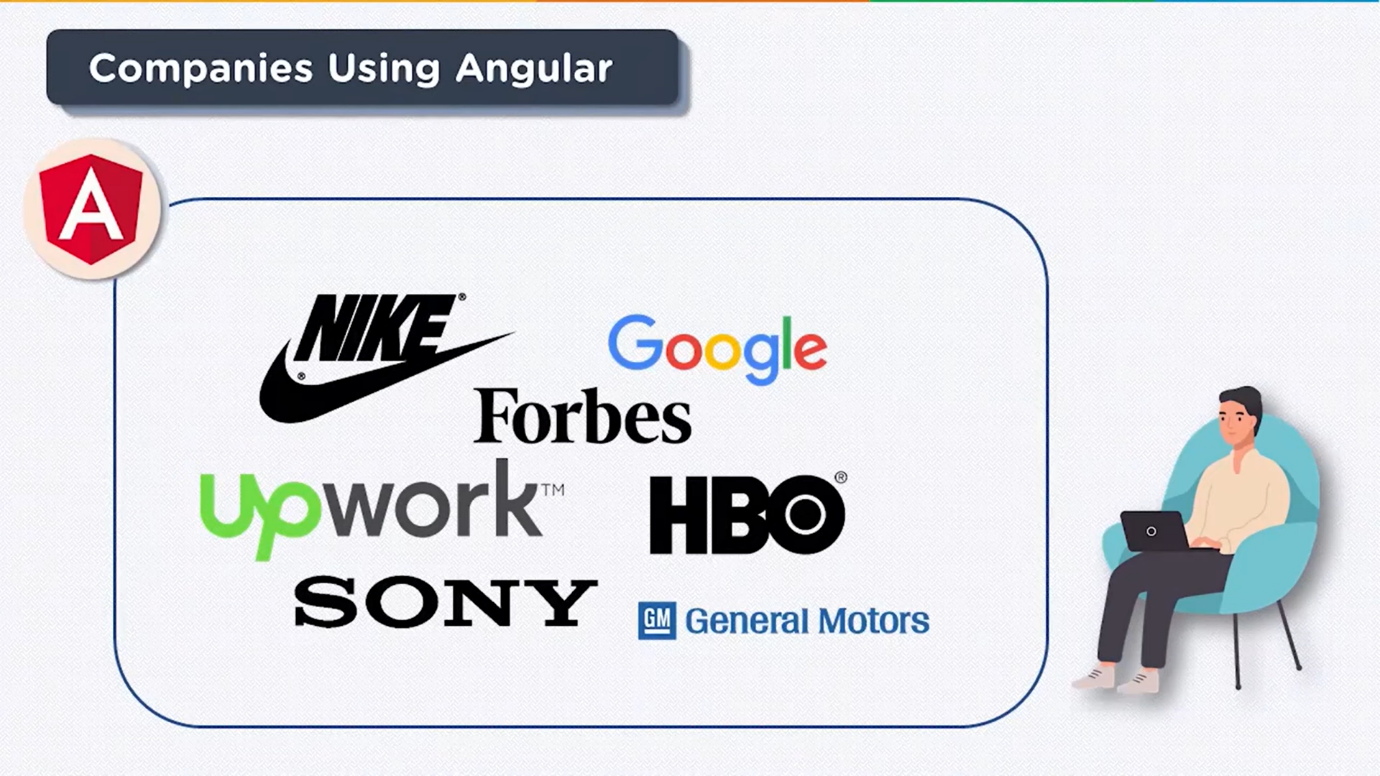 Companies Using Angular
A
NIKE®
®
Google
Forbes
upwork™
HBO®
SONY
GM General Motors